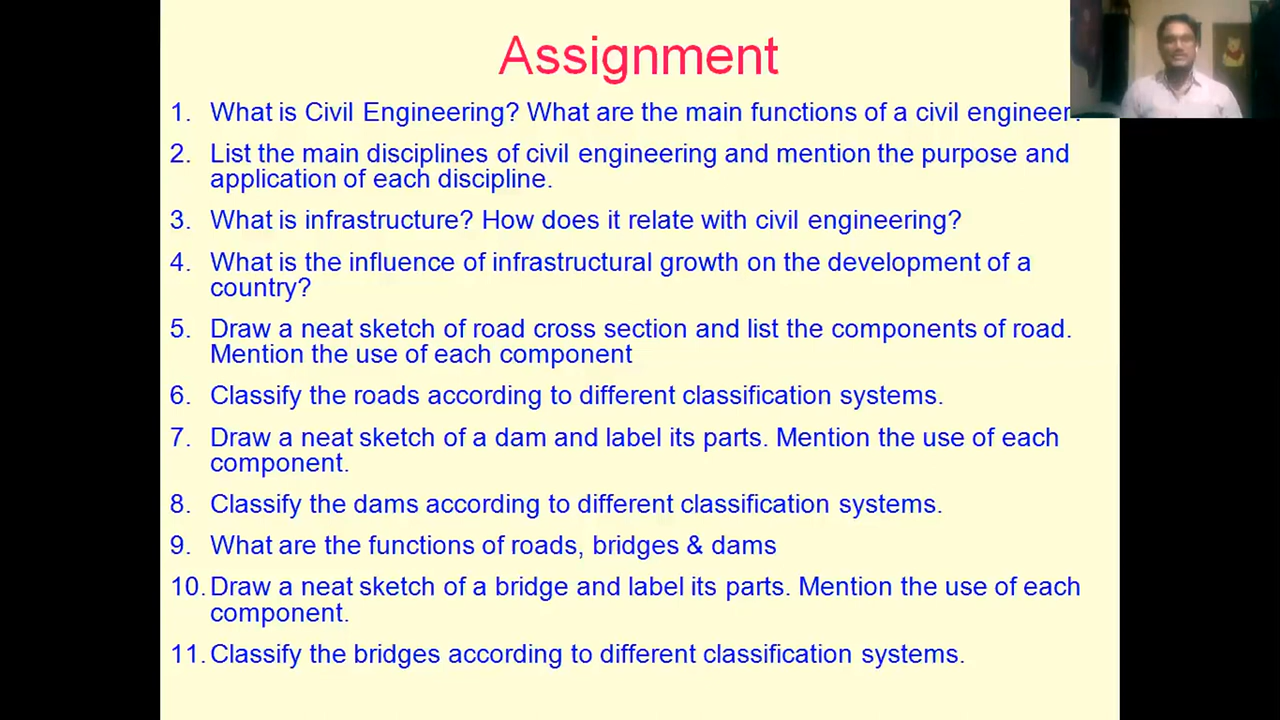 Assignment
1. What is Civil Engineering? What are the main functions of a civil engineer.
2. List the main disciplines of civil engineering and mention the purpose and
application of each discipline.
3. What is infrastructure? How does it relate with civil engineering?
4. What is the influence of infrastructural growth on the development of a
country?
5. Draw a neat sketch of road cross section and list the components of road.
Mention the use of each component
6. Classify the roads according to different classification systems.
7. Draw a neat sketch of a dam and label its parts. Mention the use of each
component.
8. Classify the dams according to different classification systems.
9. What are the functions of roads, bridges & dams
10. Draw a neat sketch of a bridge and label its parts. Mention the use of each
component.
11. Classify the bridges according to different classification systems.